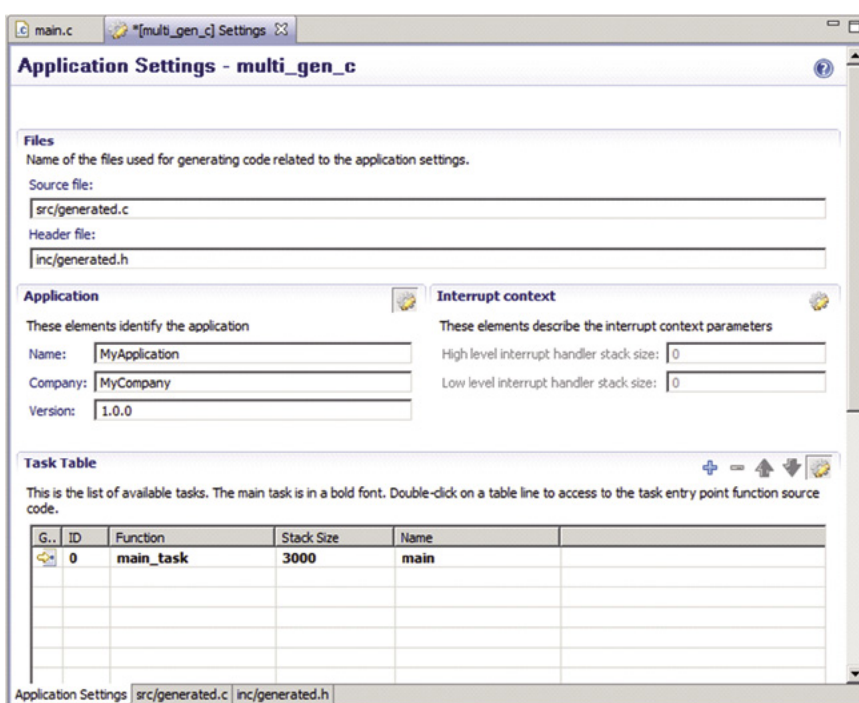 main.c
*[multi_gen_c] Settings
Application Settings - multi_gen_c
Files
Name of the files used for generating code related to the application settings.
Source file:
src/generated.c
Header file:
inc/generated.h
Application
These elements identify the application
Name: MyApplication
Company: MyCompany
Version: 1.0.0
Interrupt context
These elements describe the interrupt context parameters
High level interrupt handler stack size: 0
Low level interrupt handler stack size: 0
Task Table
This is the list of available tasks. The main task is in a bold font. Double-click on a table line to access to the task entry point function source
code.
G.. ID Function Stack Size Name
0 main_task 3000 main
Application Settings src/generated.c inc/generated.h